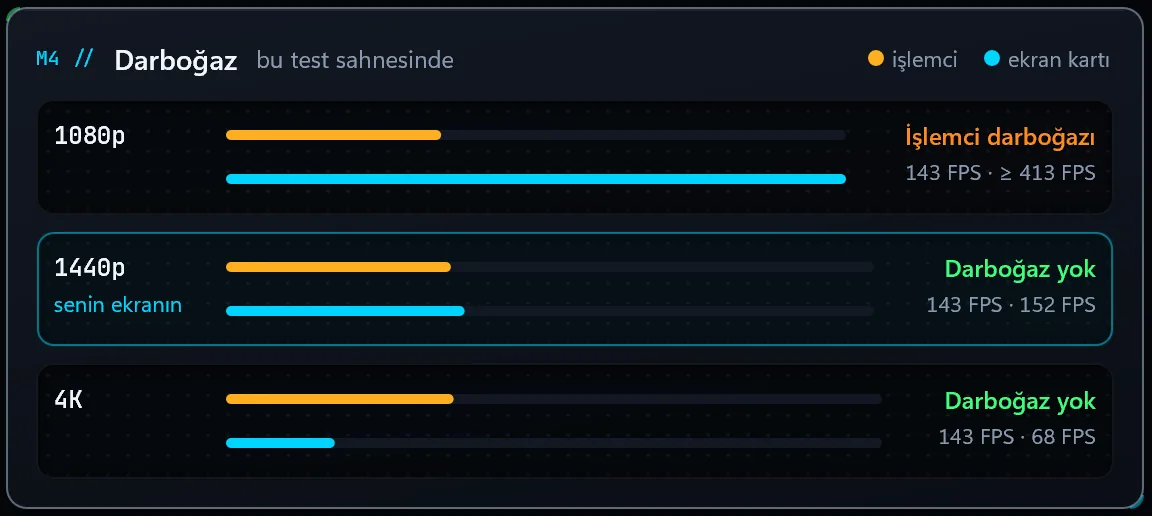 M4 // Darboğaz bu test sahnesinde
işlemci ekran kartı
1080p
İşlemci darboğazı
143 FPS · ≥ 413 FPS
1440p
senin ekranın
Darboğaz yok
143 FPS · 152 FPS
4K
Darboğaz yok
143 FPS · 68 FPS